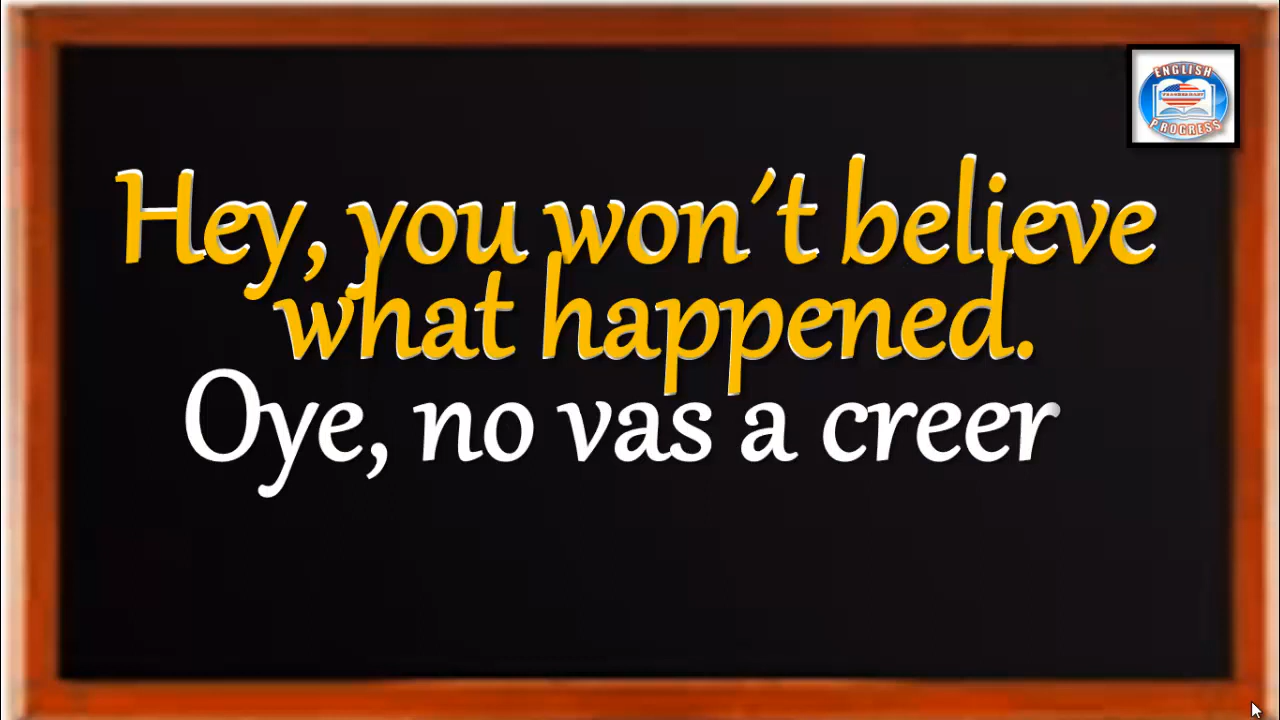 ENGLISH
PROGRESS
Hey, you won´t believe
what happened.
Oye, no vas a creer